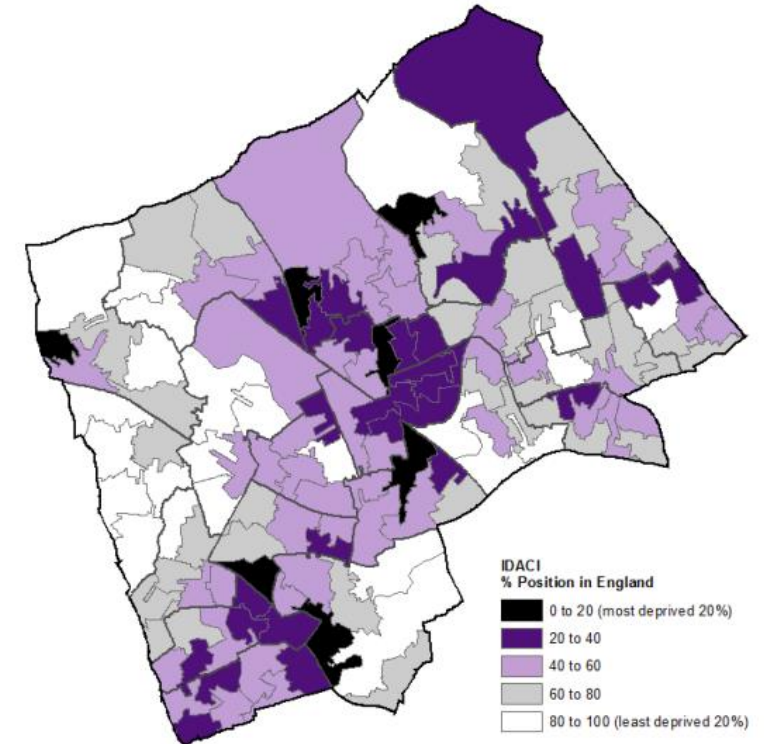 IDACI
% Position in England
0 to 20 (most deprived 20%)
20 to 40
40 to 60
60 to 80
80 to 100 (least deprived 20%)